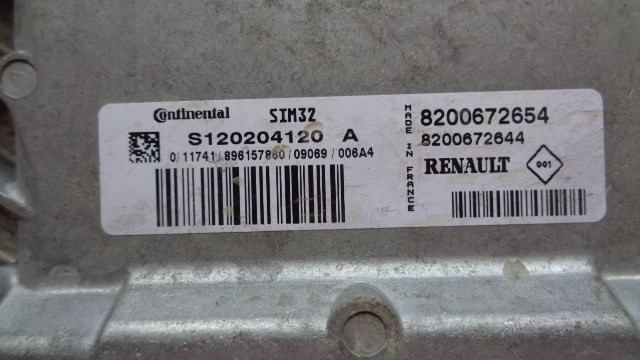 Continental SIM32
S120204120 A
0/11741/896157860/09069/006A4
MADE IN FRANCE
8200672654
8200672644
RENAULT 001